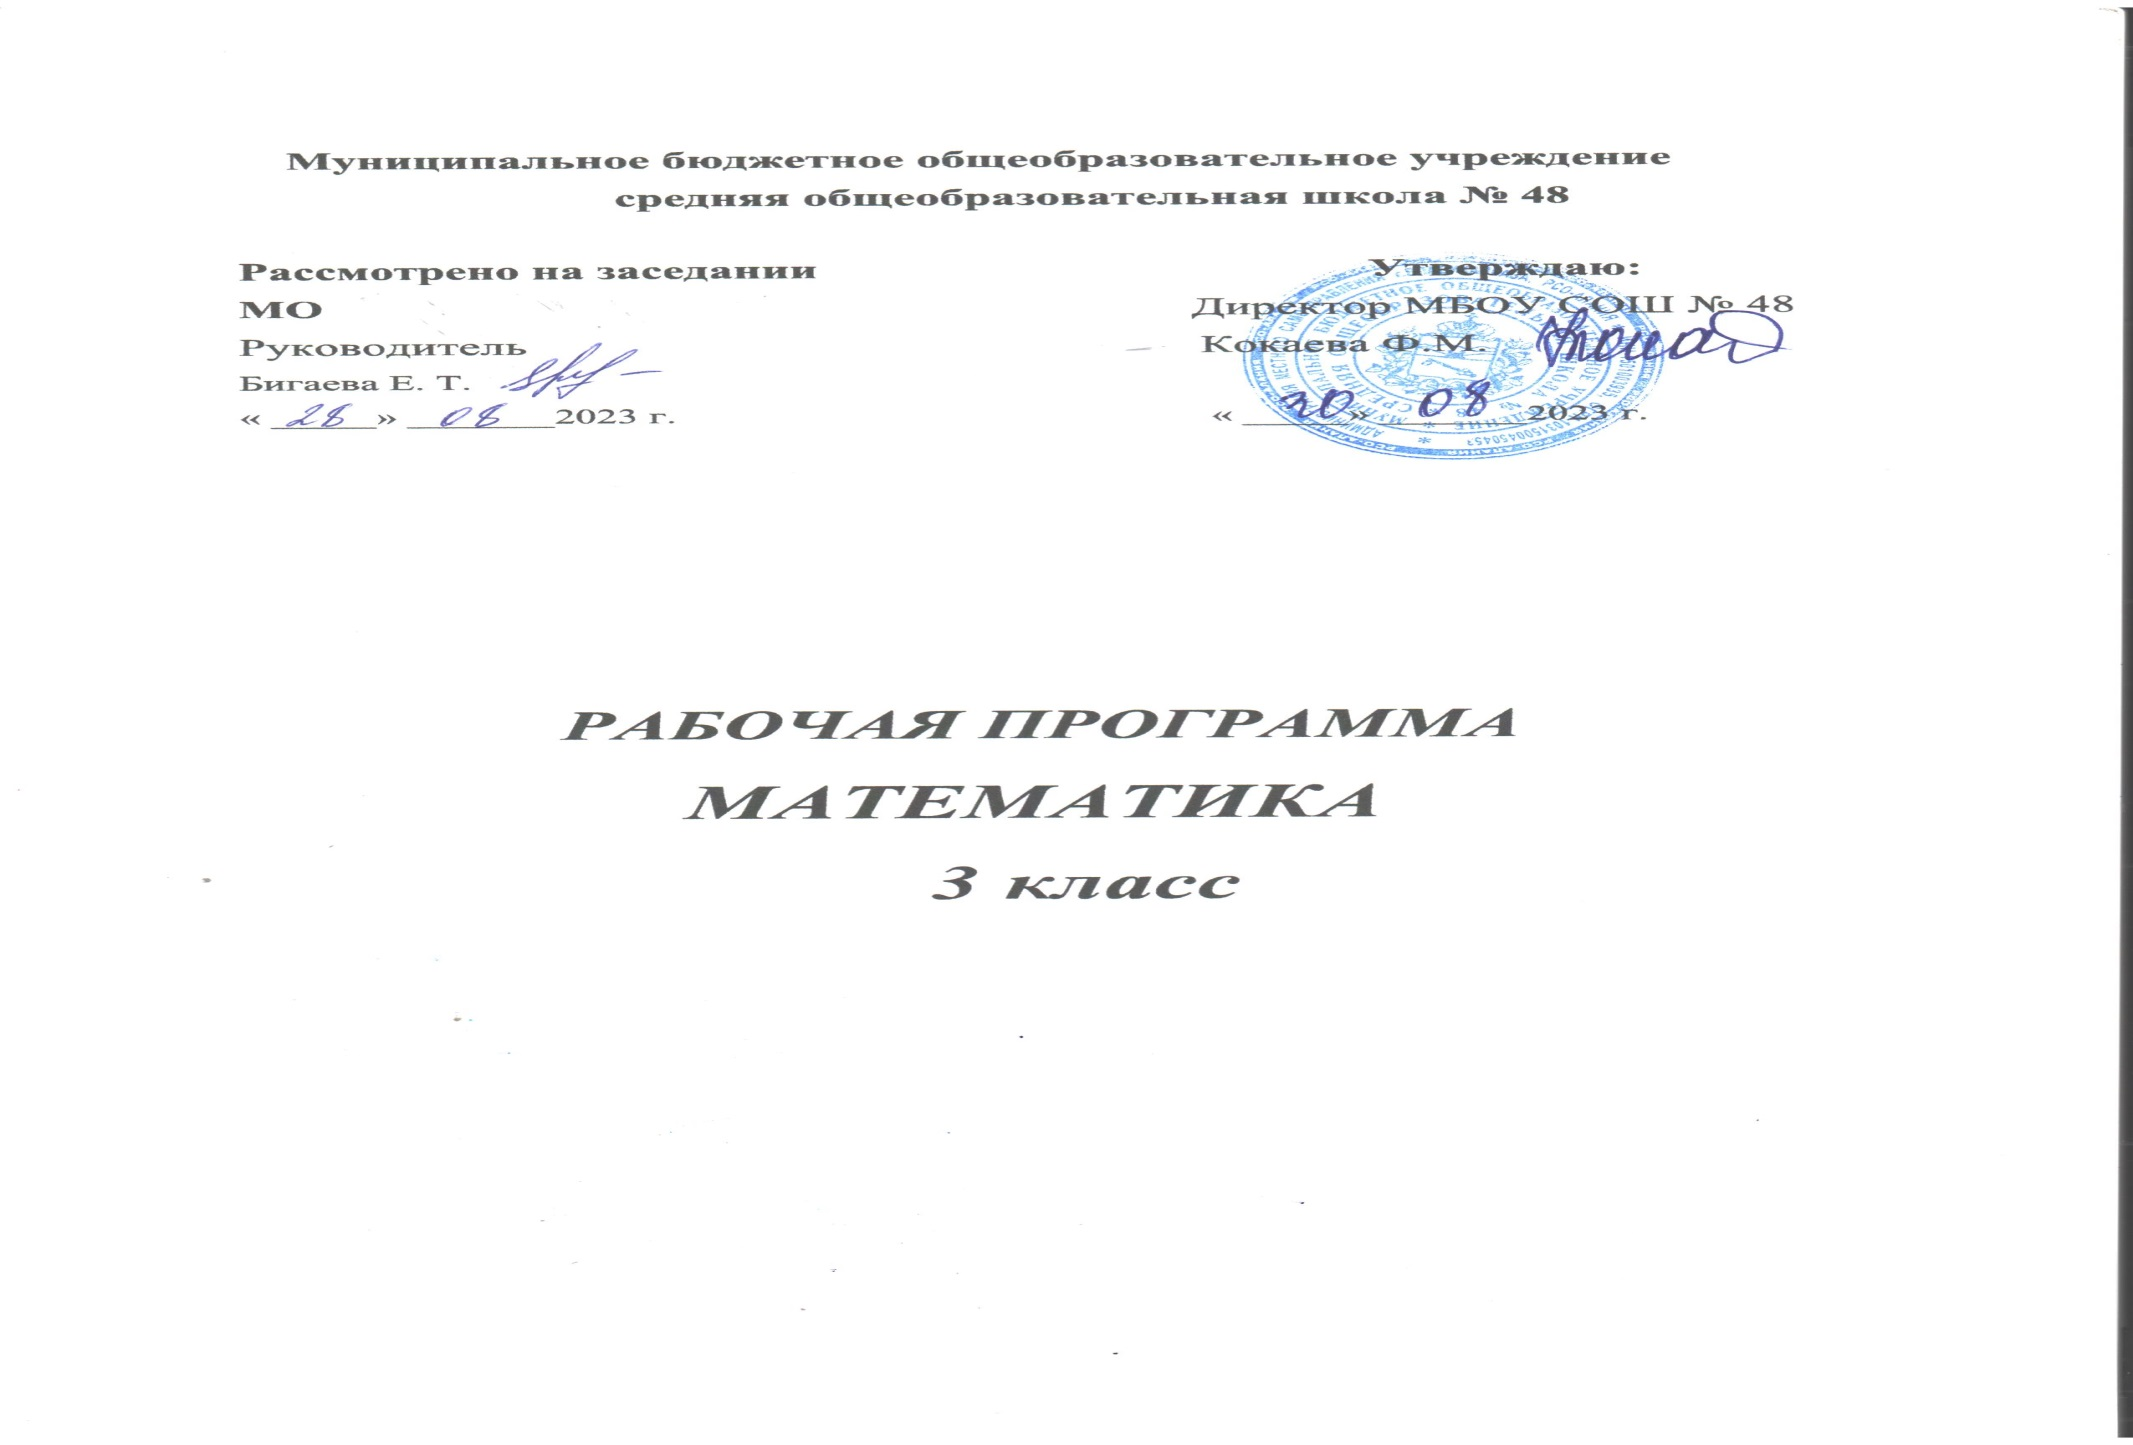 Муниципальное бюджетное общеобразовательное учреждение
средняя общеобразовательная школа № 48
Рассмотрено на заседании
МО
Руководитель
Бигаева Е. Т.
« 28 » 08 2023 г.
Утверждаю:
Директор МБОУ СОШ № 48
Кокаева Ф.М.
« » 08 2023 г.
РАБОЧАЯ ПРОГРАММА
МАТЕМАТИКА
3 класс